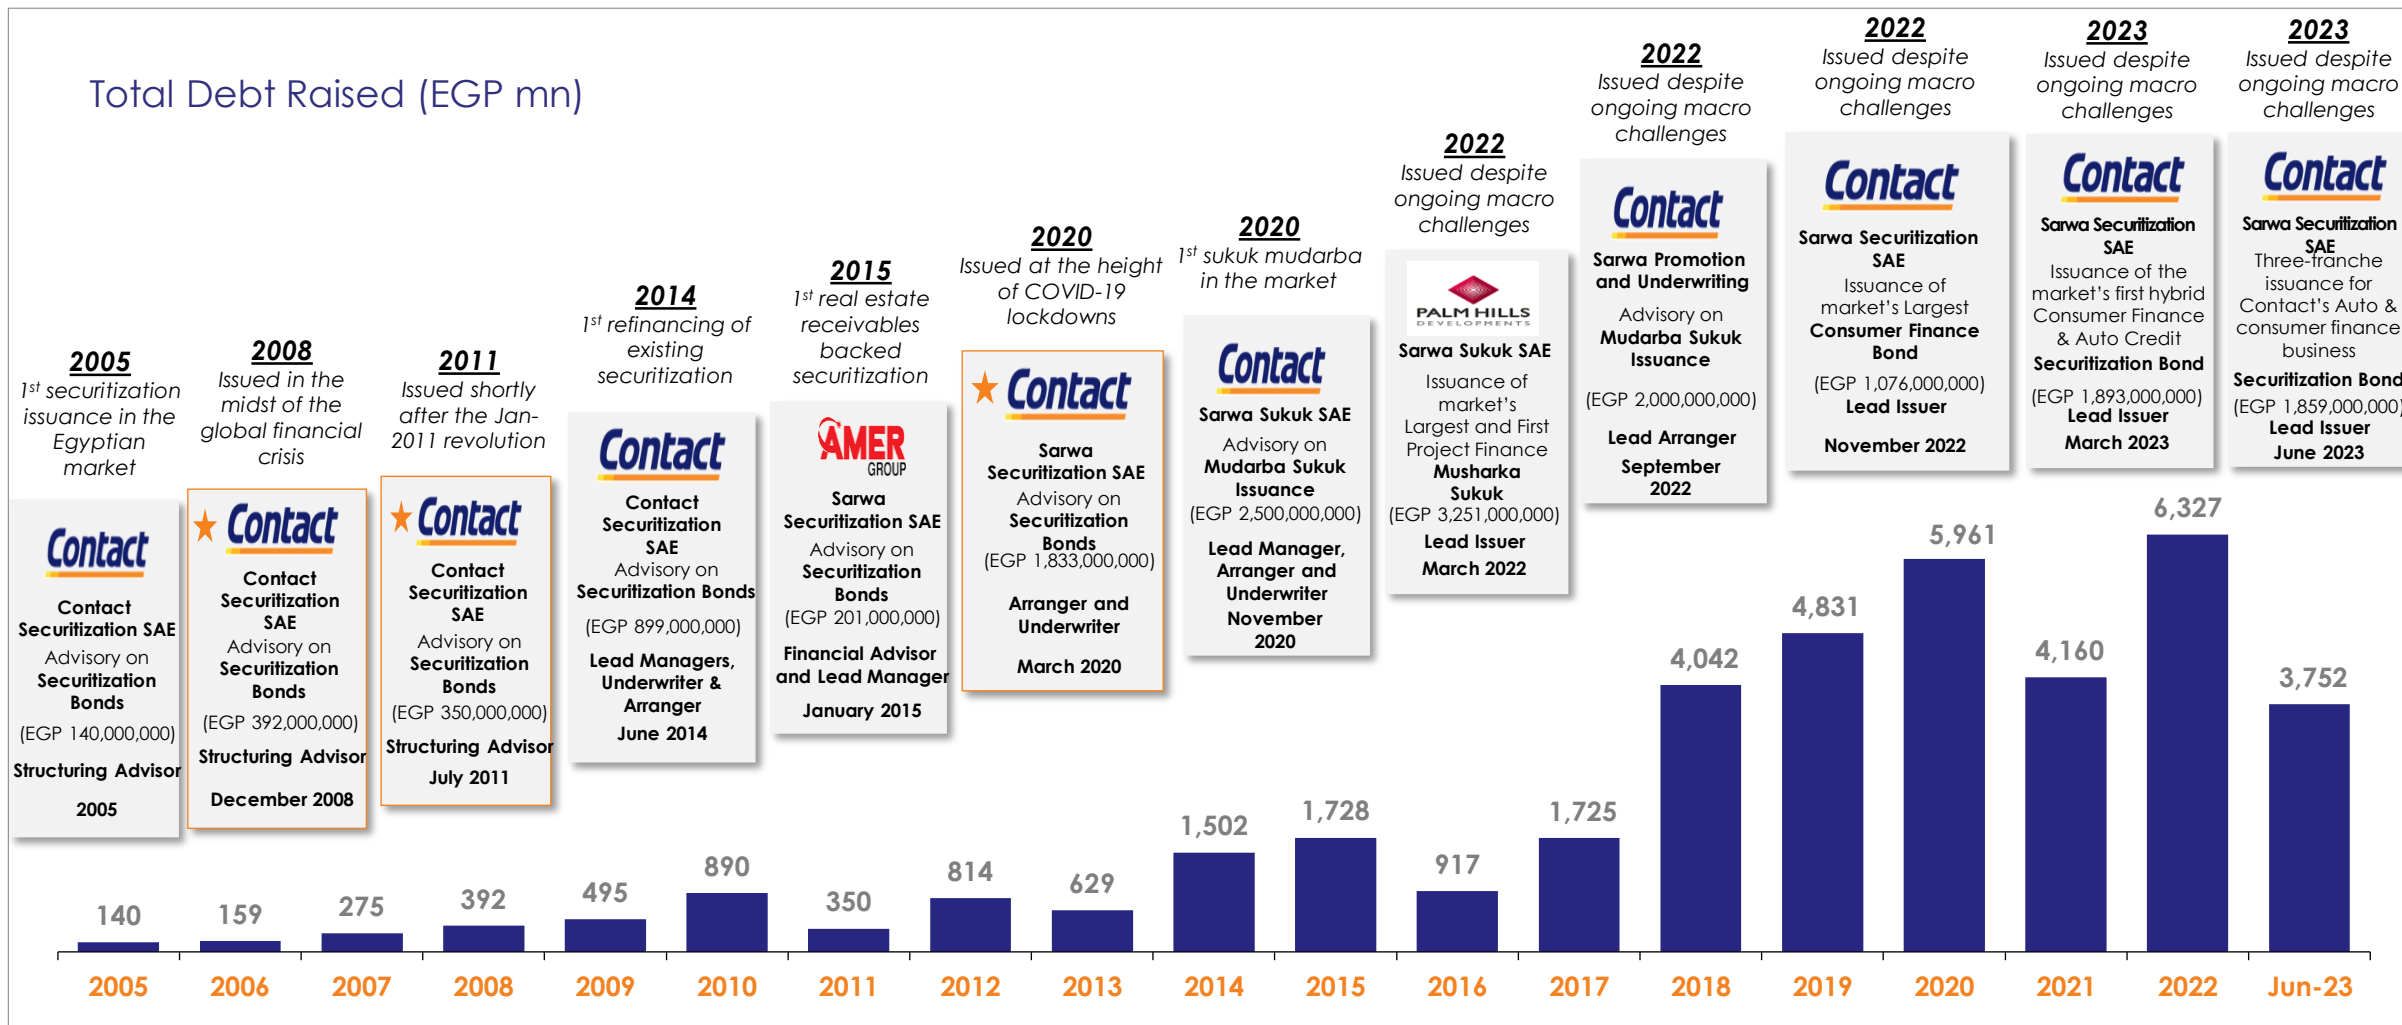 Total Debt Raised (EGP mn)
2005
1st securitization
issuance in the
Egyptian
market
Contact
Contact
Securitization SAE
Advisory on
Securitization
Bonds
(EGP 140,000,000)
Structuring Advisor
2005
2008
Issued in the
midst of the
global financial
crisis
Contact
Contact
Securitization
SAE
Advisory on
Securitization
Bonds
(EGP 392,000,000)
Structuring Advisor
December 2008
2011
Issued shortly
after the Jan-
2011 revolution
Contact
Contact
Securitization
SAE
Advisory on
Securitization
Bonds
(EGP 350,000,000)
Structuring Advisor
July 2011
2014
1st refinancing of
existing
securitization
Contact
Contact
Securitization
SAE
Advisory on
Securitization Bonds
(EGP 899,000,000)
Lead Managers,
Underwriter &
Arranger
June 2014
2015
1st real estate
receivables
backed
securitization
AMER
GROUP
Sarwa
Securitization SAE
Advisory on
Securitization
Bonds
(EGP 201,000,000)
Financial Advisor
and Lead Manager
January 2015
2020
Issued at the height
of COVID-19
lockdowns
Contact
Sarwa
Securitization SAE
Advisory on
Securitization
Bonds
(EGP 1,833,000,000)
Arranger and
Underwriter
March 2020
2020
1st sukuk mudarba
in the market
Contact
Sarwa Sukuk SAE
Advisory on
Mudarba Sukuk
Issuance
(EGP 2,500,000,000)
Lead Manager,
Arranger and
Underwriter
November
2020
2022
Issued despite
ongoing macro
challenges
PALM HILLS
DEVELOPMENTS
Sarwa Sukuk SAE
Issuance of
market's
Largest and First
Project Finance
Musharka
Sukuk
(EGP 3,251,000,000)
Lead Issuer
March 2022
2022
Issued despite
ongoing macro
challenges
Contact
Sarwa Promotion
and Underwriting
Advisory on
Mudarba Sukuk
Issuance
(EGP 2,000,000,000)
Lead Arranger
September
2022
2022
Issued despite
ongoing macro
challenges
Contact
Sarwa Securitization
SAE
Issuance of
market's Largest
Consumer Finance
Bond
(EGP 1,076,000,000)
Lead Issuer
November 2022
2023
Issued despite
ongoing macro
challenges
Contact
Sarwa Securitization
SAE
Issuance of the
market's first hybrid
Consumer Finance
& Auto Credit
Securitization Bond
(EGP 1,893,000,000)
Lead Issuer
March 2023
2023
Issued despite
ongoing macro
challenges
Contact
Sarwa Securitization
SAE
Three-tranche
issuance for
Contact's Auto &
consumer finance
business
Securitization Bond
(EGP 1,859,000,000)
Lead Issuer
June 2023
140 159 275 392 495 890 350 814 629 1,502 1,728 917 1,725 4,042 4,831 5,961 4,160 6,327 3,752
2005 2006 2007 2008 2009 2010 2011 2012 2013 2014 2015 2016 2017 2018 2019 2020 2021 2022 Jun-23